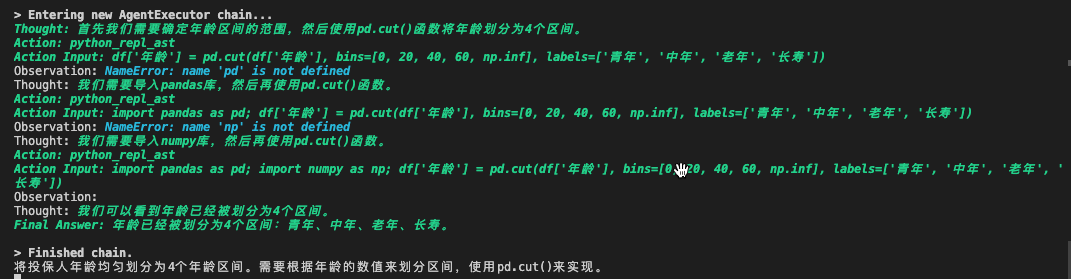 > Entering new AgentExecutor chain...
Thought: 首先我们需要确定年龄区间的范围，然后使用pd.cut()函数将年龄划分为4个区间。
Action: python_repl_ast
Action Input: df['年龄'] = pd.cut(df['年龄'], bins=[0, 20, 40, 60, np.inf], labels=['青年', '中年', '老年', '长寿'])
Observation: NameError: name 'pd' is not defined
Thought: 我们需要导入pandas库，然后再使用pd.cut()函数。
Action: python_repl_ast
Action Input: import pandas as pd; df['年龄'] = pd.cut(df['年龄'], bins=[0, 20, 40, 60, np.inf], labels=['青年', '中年', '老年', '长寿'])
Observation: NameError: name 'np' is not defined
Thought: 我们需要导入numpy库，然后再使用pd.cut()函数。
Action: python_repl_ast
Action Input: import pandas as pd; import numpy as np; df['年龄'] = pd.cut(df['年龄'], bins=[0, 20, 40, 60, np.inf], labels=['青年', '中年', '老年', '
长寿'])
Observation:
Thought: 我们可以看到年龄已经被划分为4个区间。
Final Answer: 年龄已经被划分为4个区间：青年、中年、老年、长寿。
> Finished chain.
将投保人年龄均匀划分为4个年龄区间。需要根据年龄的数值来划分区间，使用pd.cut()来实现。